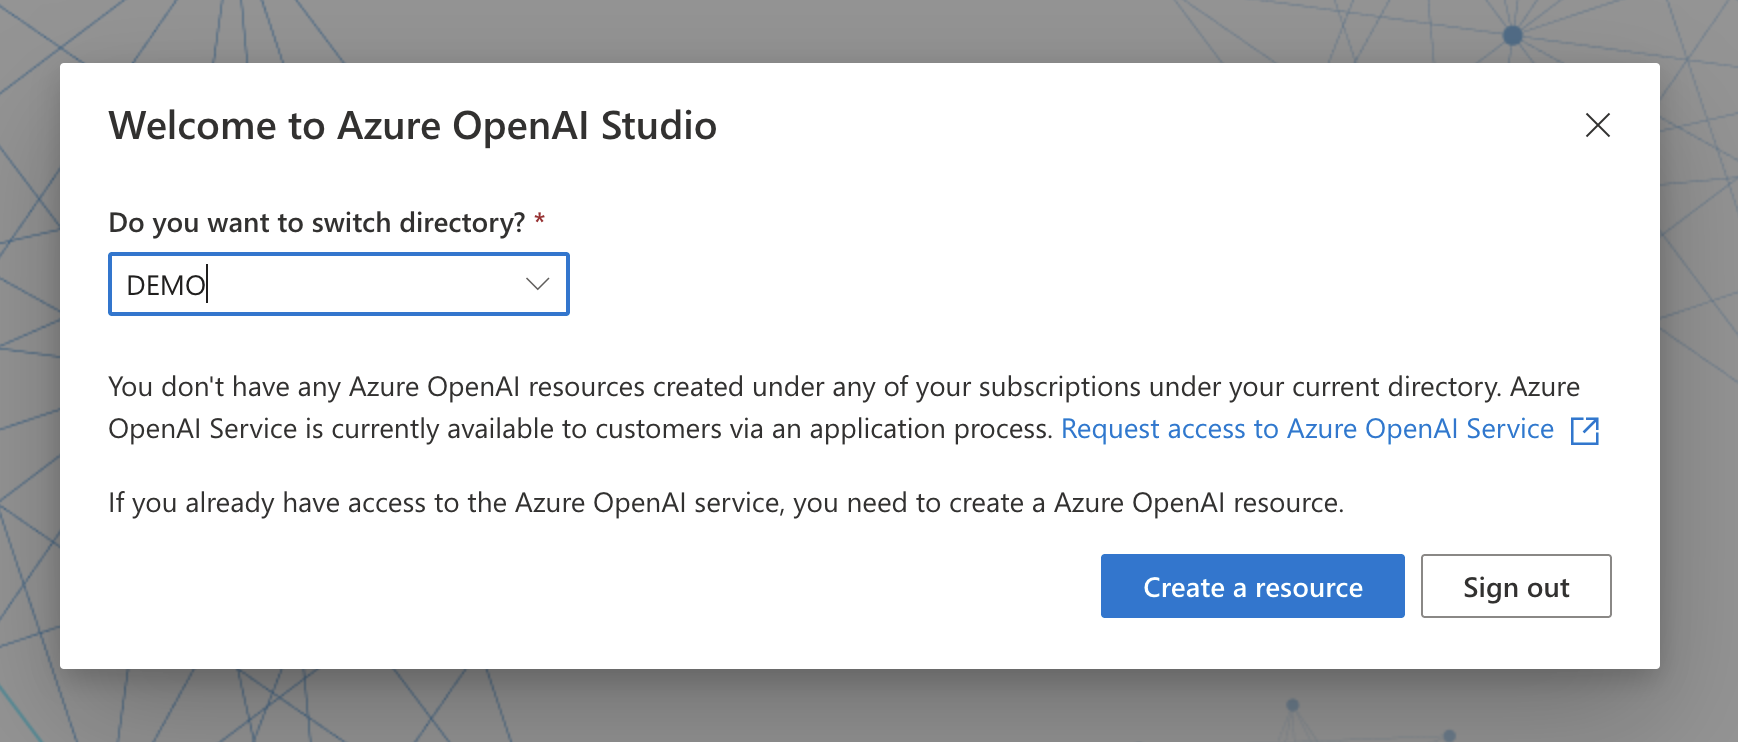 Welcome to Azure OpenAI Studio
Do you want to switch directory? *
DEMO
You don't have any Azure OpenAI resources created under any of your subscriptions under your current directory. Azure
OpenAI Service is currently available to customers via an application process. Request access to Azure OpenAI Service
If you already have access to the Azure OpenAI service, you need to create a Azure OpenAI resource.
Create a resource
Sign out